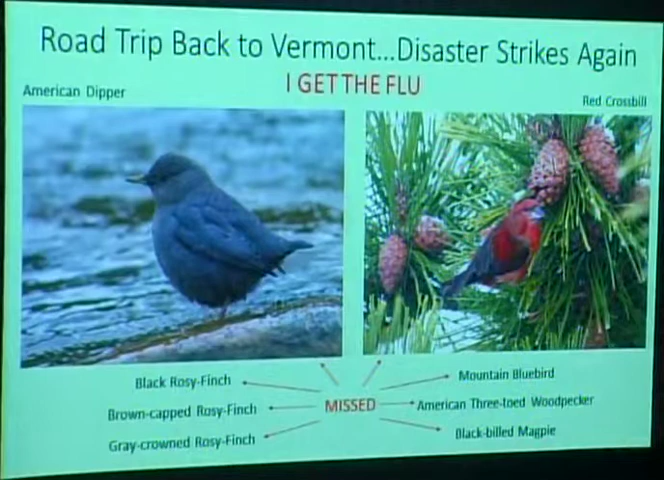 Road Trip Back to Vermont...Disaster Strikes Again
I GET THE FLU
American Dipper
Red Crossbill
Black Rosy-Finch
Mountain Bluebird
MISSED
Brown-capped Rosy-Finch
American Three-toed Woodpecker
Gray-crowned Rosy-Finch
Black-billed Magpie